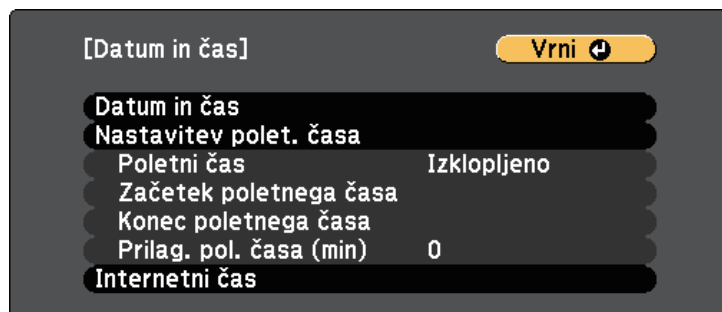 [Datum in čas] Vrni
Datum in čas
Nastavitev polet. časa
Poletni čas Izklopljeno
Začetek poletnega časa
Konec poletnega časa
Prilag. pol. časa (min) 0
Internetni čas